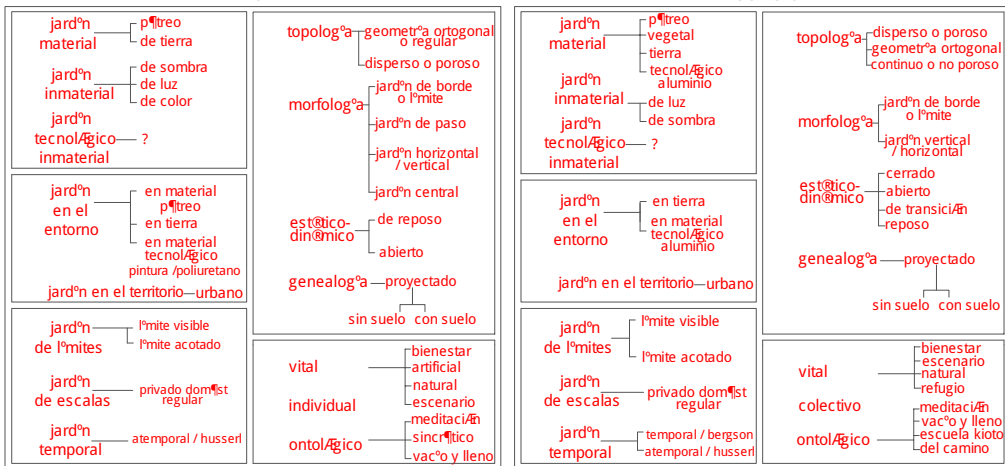 jardºn
material
p¶treo
de tierra
jardºn
inmaterial
de sombra
de luz
de color
jardºn
tecnolÆgico
inmaterial
?
jardºn
en el
entorno
en material
p¶treo
en tierra
en material
tecnolÆgico
pintura /poliuretano
jardºn en el territorio
urbano
jardºn
de lºmites
lºmite visible
lºmite acotado
jardºn
de escalas
privado dom¶st
regular
jardºn
temporal
atemporal / husserl
topologºa
geometrºa ortogonal
o regular
disperso o poroso
morfologºa
jardºn de borde
o lºmite
jardºn de paso
jardºn horizontal
/ vertical
jardºn central
est®tico-
din®mico
de reposo
abierto
genealogºa
proyectado
sin suelo
con suelo
vital
bienestar
artificial
natural
escenario
individual
ontolÆgico
meditaciÆn
sincr¶tico
vacºo y lleno
jardºn
material
p¶treo
vegetal
tierra
tecnolÆgico
aluminio
jardºn
inmaterial
de luz
de sombra
jardºn
tecnolÆgico
inmaterial
?
jardºn
en el
entorno
en tierra
en material
tecnolÆgico
aluminio
jardºn en el territorio
urbano
jardºn
de lºmites
lºmite visible
lºmite acotado
jardºn
de escalas
privado dom¶st
regular
jardºn
temporal
temporal / bergson
atemporal / husserl
topologºa
disperso o poroso
geometrºa ortogonal
continuo o no poroso
morfologºa
jardºn de borde
o lºmite
jardºn vertical
/ horizontal
est®tico-
din®mico
cerrado
abierto
de transiciÆn
reposo
genealogºa
proyectado
sin suelo
con suelo
vital
bienestar
escenario
natural
refugio
colectivo
ontolÆgico
meditaciÆn
vacºo y lleno
escuela kioto
del camino